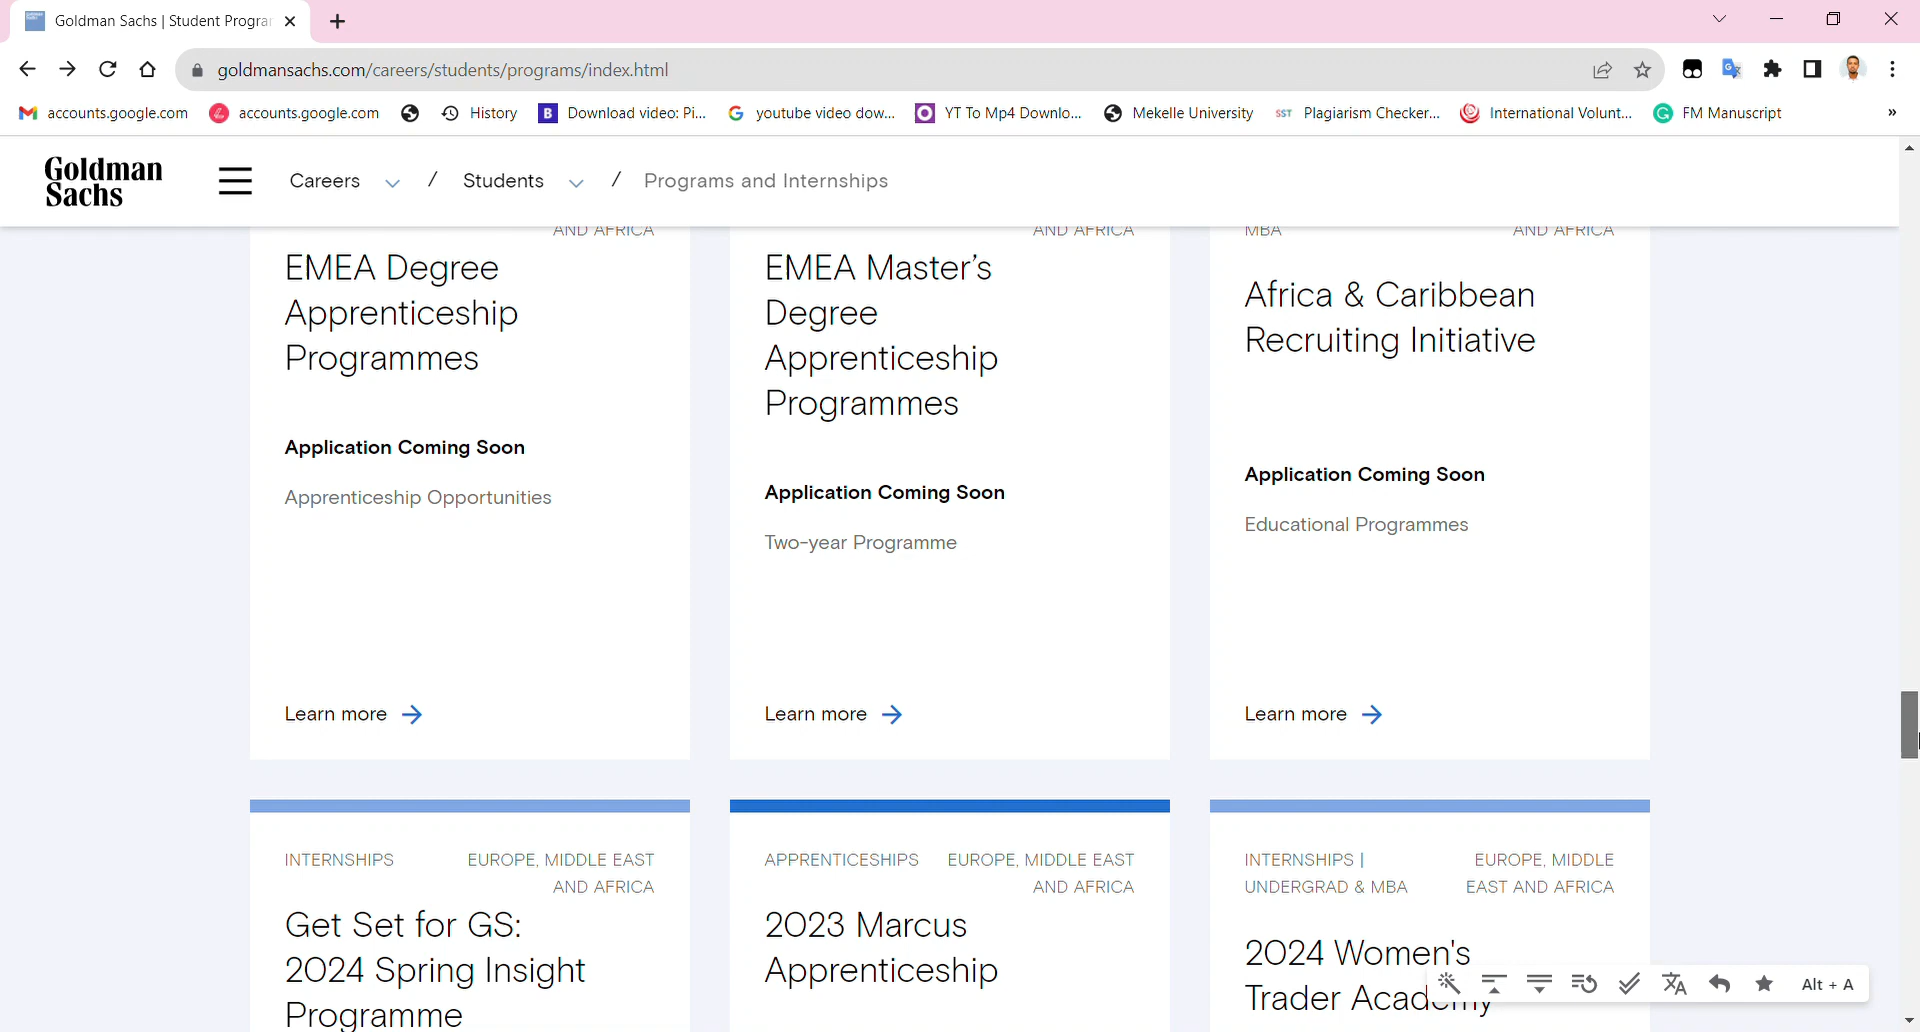 Goldman Sachs | Student Progra
goldmansachs.com/careers/students/programs/index.html
accounts.google.com
accounts.google.com
History
B
Download video: Pi...
youtube video dow...
YT To Mp4 Downlo...
Mekelle University
SST
Plagiarism Checker...
International Volunt...
FM Manuscript
»
Goldman
Sachs
Careers
/
Students
/
Programs and Internships
AND AFRICA
EMEA Degree
Apprenticeship
Programmes
Application Coming Soon
Apprenticeship Opportunities
Learn more
AND AFRICA
EMEA Master’s
Degree
Apprenticeship
Programmes
Application Coming Soon
Two-year Programme
Learn more
MBA
AND AFRICA
Africa & Caribbean
Recruiting Initiative
Application Coming Soon
Educational Programmes
Learn more
INTERNSHIPS
EUROPE, MIDDLE EAST
AND AFRICA
Get Set for GS:
2024 Spring Insight
Programme
APPRENTICESHIPS
EUROPE, MIDDLE EAST
AND AFRICA
2023 Marcus
Apprenticeship
INTERNSHIPS |
UNDERGRAD & MBA
EUROPE, MIDDLE
EAST AND AFRICA
2024 Women's
Trader Academy
Alt + A